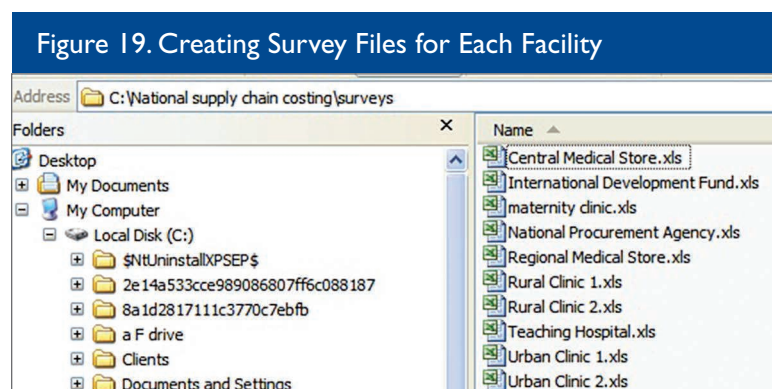 Figure 19. Creating Survey Files for Each Facility
Address C:\National supply chain costing\surveys
Folders
Desktop
My Documents
My Computer
Local Disk (C:)
$NtUninstallXPSEP$
2e14a533cce989086807ff6c088187
8a1d2817111c3770c7ebfb
a F drive
Clients
Documents and Settings
Name
Central Medical Store.xls
International Development Fund.xls
maternity clinic.xls
National Procurement Agency.xls
Regional Medical Store.xls
Rural Clinic 1.xls
Rural Clinic 2.xls
Teaching Hospital.xls
Urban Clinic 1.xls
Urban Clinic 2.xls